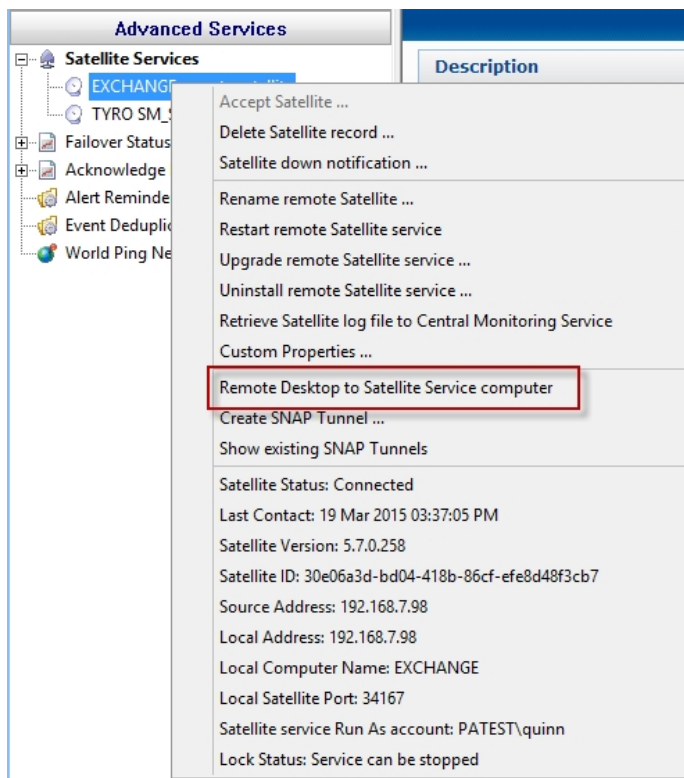 Advanced Services
Satellite Services
Description
EXCHANGE
Accept Satellite ...
TYRO SM_
Delete Satellite record ...
Failover Status
Satellite down notification ...
Acknowledge
Alert Reminde
Rename remote Satellite ...
Event Deduplic
Restart remote Satellite service
World Ping Ne
Upgrade remote Satellite service ...
Uninstall remote Satellite service ...
Retrieve Satellite log file to Central Monitoring Service
Custom Properties ...
Remote Desktop to Satellite Service computer
Create SNAP Tunnel ...
Show existing SNAP Tunnels
Satellite Status: Connected
Last Contact: 19 Mar 2015 03:37:05 PM
Satellite Version: 5.7.0.258
Satellite ID: 30e06a3d-bd04-418b-86cf-efe8d48f3cb7
Source Address: 192.168.7.98
Local Address: 192.168.7.98
Local Computer Name: EXCHANGE
Local Satellite Port: 34167
Satellite service Run As account: PATEST\quinn
Lock Status: Service can be stopped